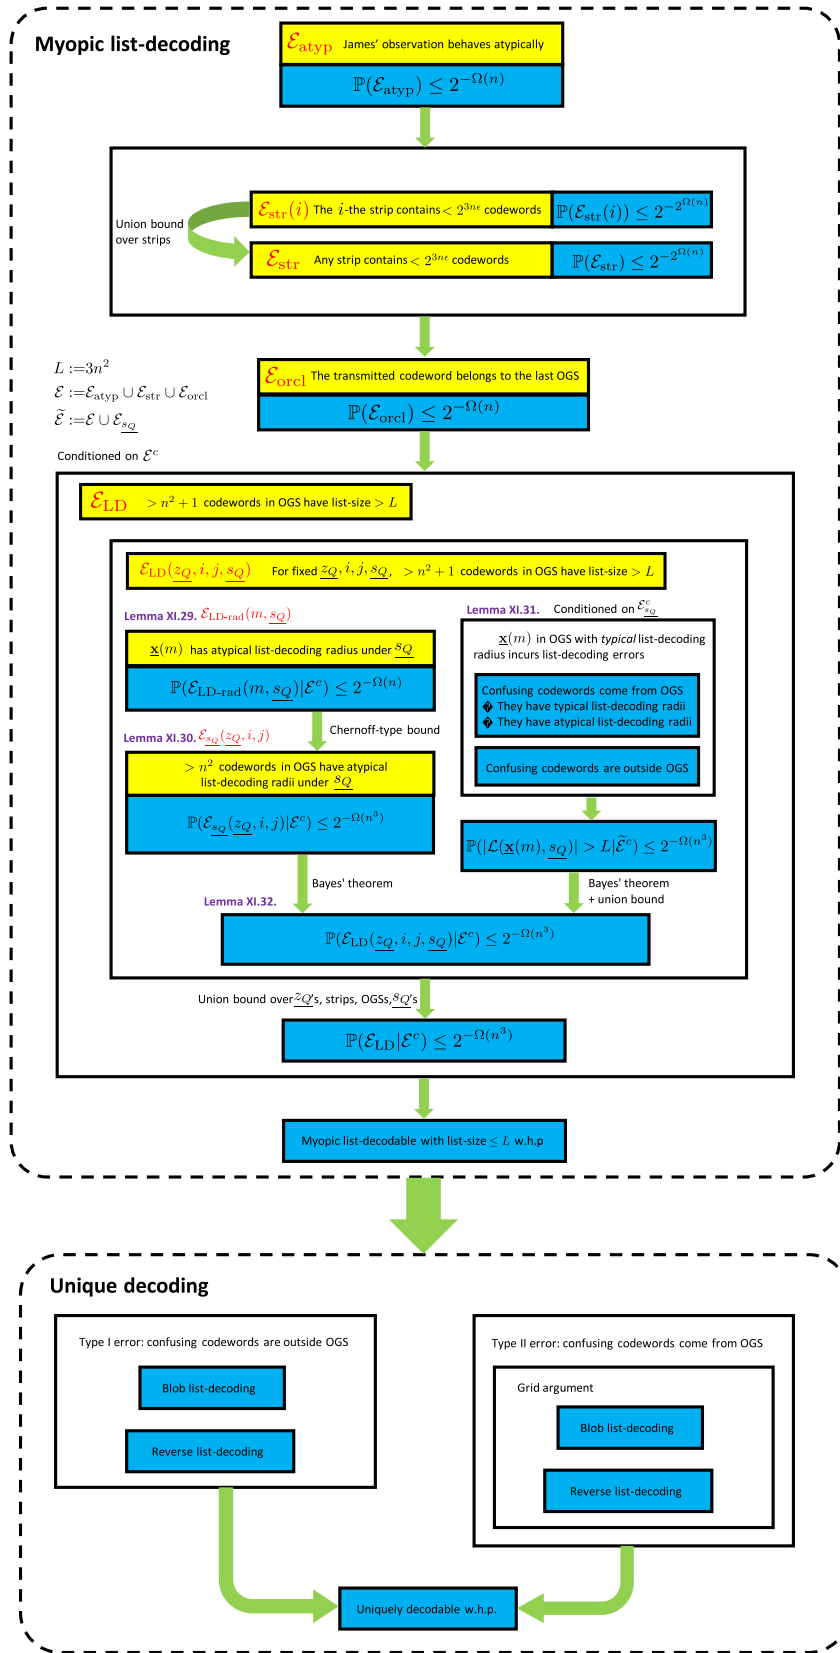 Myopic list-decoding
ℰ_atyp James' observation behaves atypically
ℙ(ℰ_atyp) ≤ 2^{−Ω(n)}
Union bound
over strips
ℰ_str(i) The i-the strip contains < 2^{3nϵ} codewords
ℙ(ℰ_str(i)) ≤ 2^{−2^{Ω(n)}}
ℰ_str Any strip contains < 2^{3nϵ} codewords
ℙ(ℰ_str) ≤ 2^{−2^{Ω(n)}}
L :=3n^2
ℰ :=ℰ_atyp ∪ ℰ_str ∪ ℰ_orcl
ℰ̃ :=ℰ ∪ ℰ_{s_Q}
ℰ_orcl The transmitted codeword belongs to the last OGS
ℙ(ℰ_orcl) ≤ 2^{−Ω(n)}
Conditioned on ℰ^c
ℰ_LD > n^2 + 1 codewords in OGS have list-size > L
ℰ_LD(z_Q, i, j, s_Q) For fixed z_Q, i, j, s_Q, > n^2 + 1 codewords in OGS have list-size > L
Lemma XI.29. ℰ_LD-rad(m, s_Q)
x(m) has atypical list-decoding radius under s_Q
ℙ(ℰ_LD-rad(m, s_Q)|ℰ^c) ≤ 2^{−Ω(n)}
Chernoff-type bound
Lemma XI.30. ℰ_{s_Q}(z_Q, i, j)
> n^2 codewords in OGS have atypical
list-decoding radii under s_Q
ℙ(ℰ_{s_Q}(z_Q, i, j)|ℰ^c) ≤ 2^{−Ω(n^3)}
Bayes' theorem
Lemma XI.31. Conditioned on ℰ^c_{s_Q}
x(m) in OGS with typical list-decoding
radius incurs list-decoding errors
Confusing codewords come from OGS
� They have typical list-decoding radii
� They have atypical list-decoding radii
Confusing codewords are outside OGS
ℙ(|ℒ(x(m), s_Q)| > L|ℰ̃^c) ≤ 2^{−Ω(n^3)}
Bayes' theorem
+ union bound
Lemma XI.32.
ℙ(ℰ_LD(z_Q, i, j, s_Q)|ℰ^c) ≤ 2^{−Ω(n^3)}
Union bound over z_Q's, strips, OGSs, s_Q's
ℙ(ℰ_LD|ℰ^c) ≤ 2^{−Ω(n^3)}
Myopic list-decodable with list-size ≤ L w.h.p
Unique decoding
Type I error: confusing codewords are outside OGS
Blob list-decoding
Reverse list-decoding
Type II error: confusing codewords come from OGS
Grid argument
Blob list-decoding
Reverse list-decoding
Uniquely decodable w.h.p.